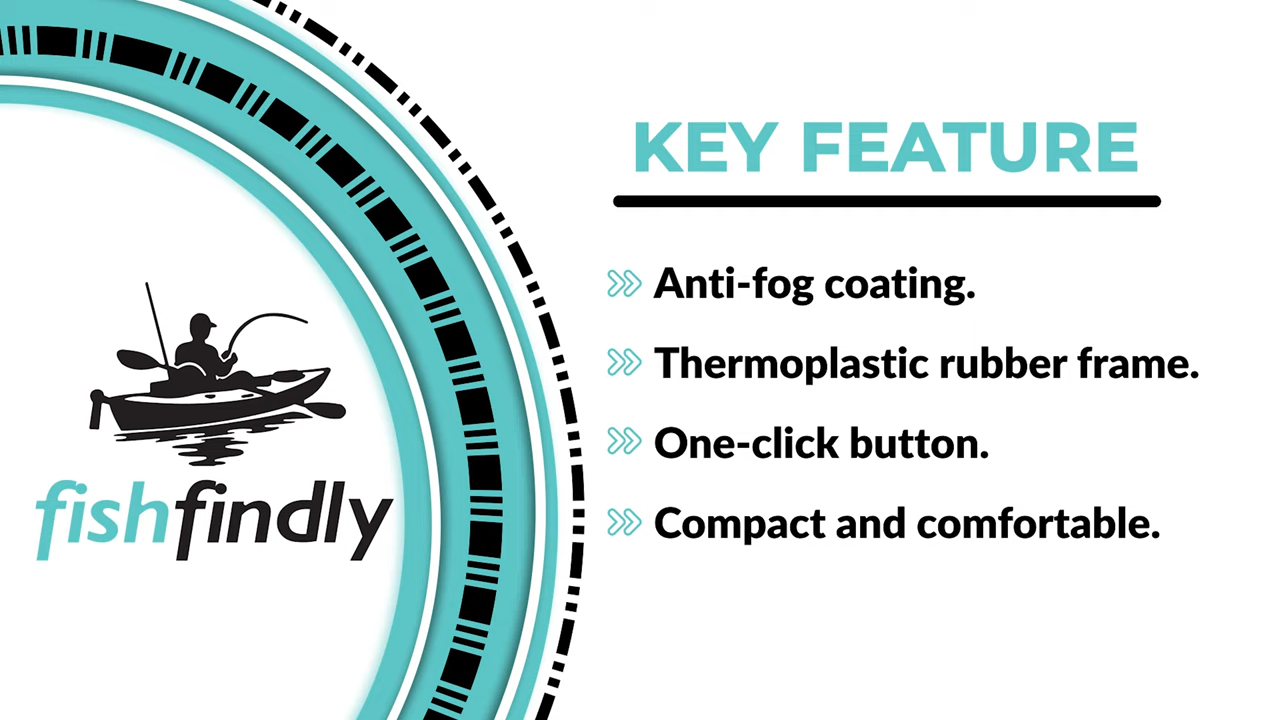 KEY FEATURE
Anti-fog coating.
Thermoplastic rubber frame.
One-click button.
Compact and comfortable.
fishfindly